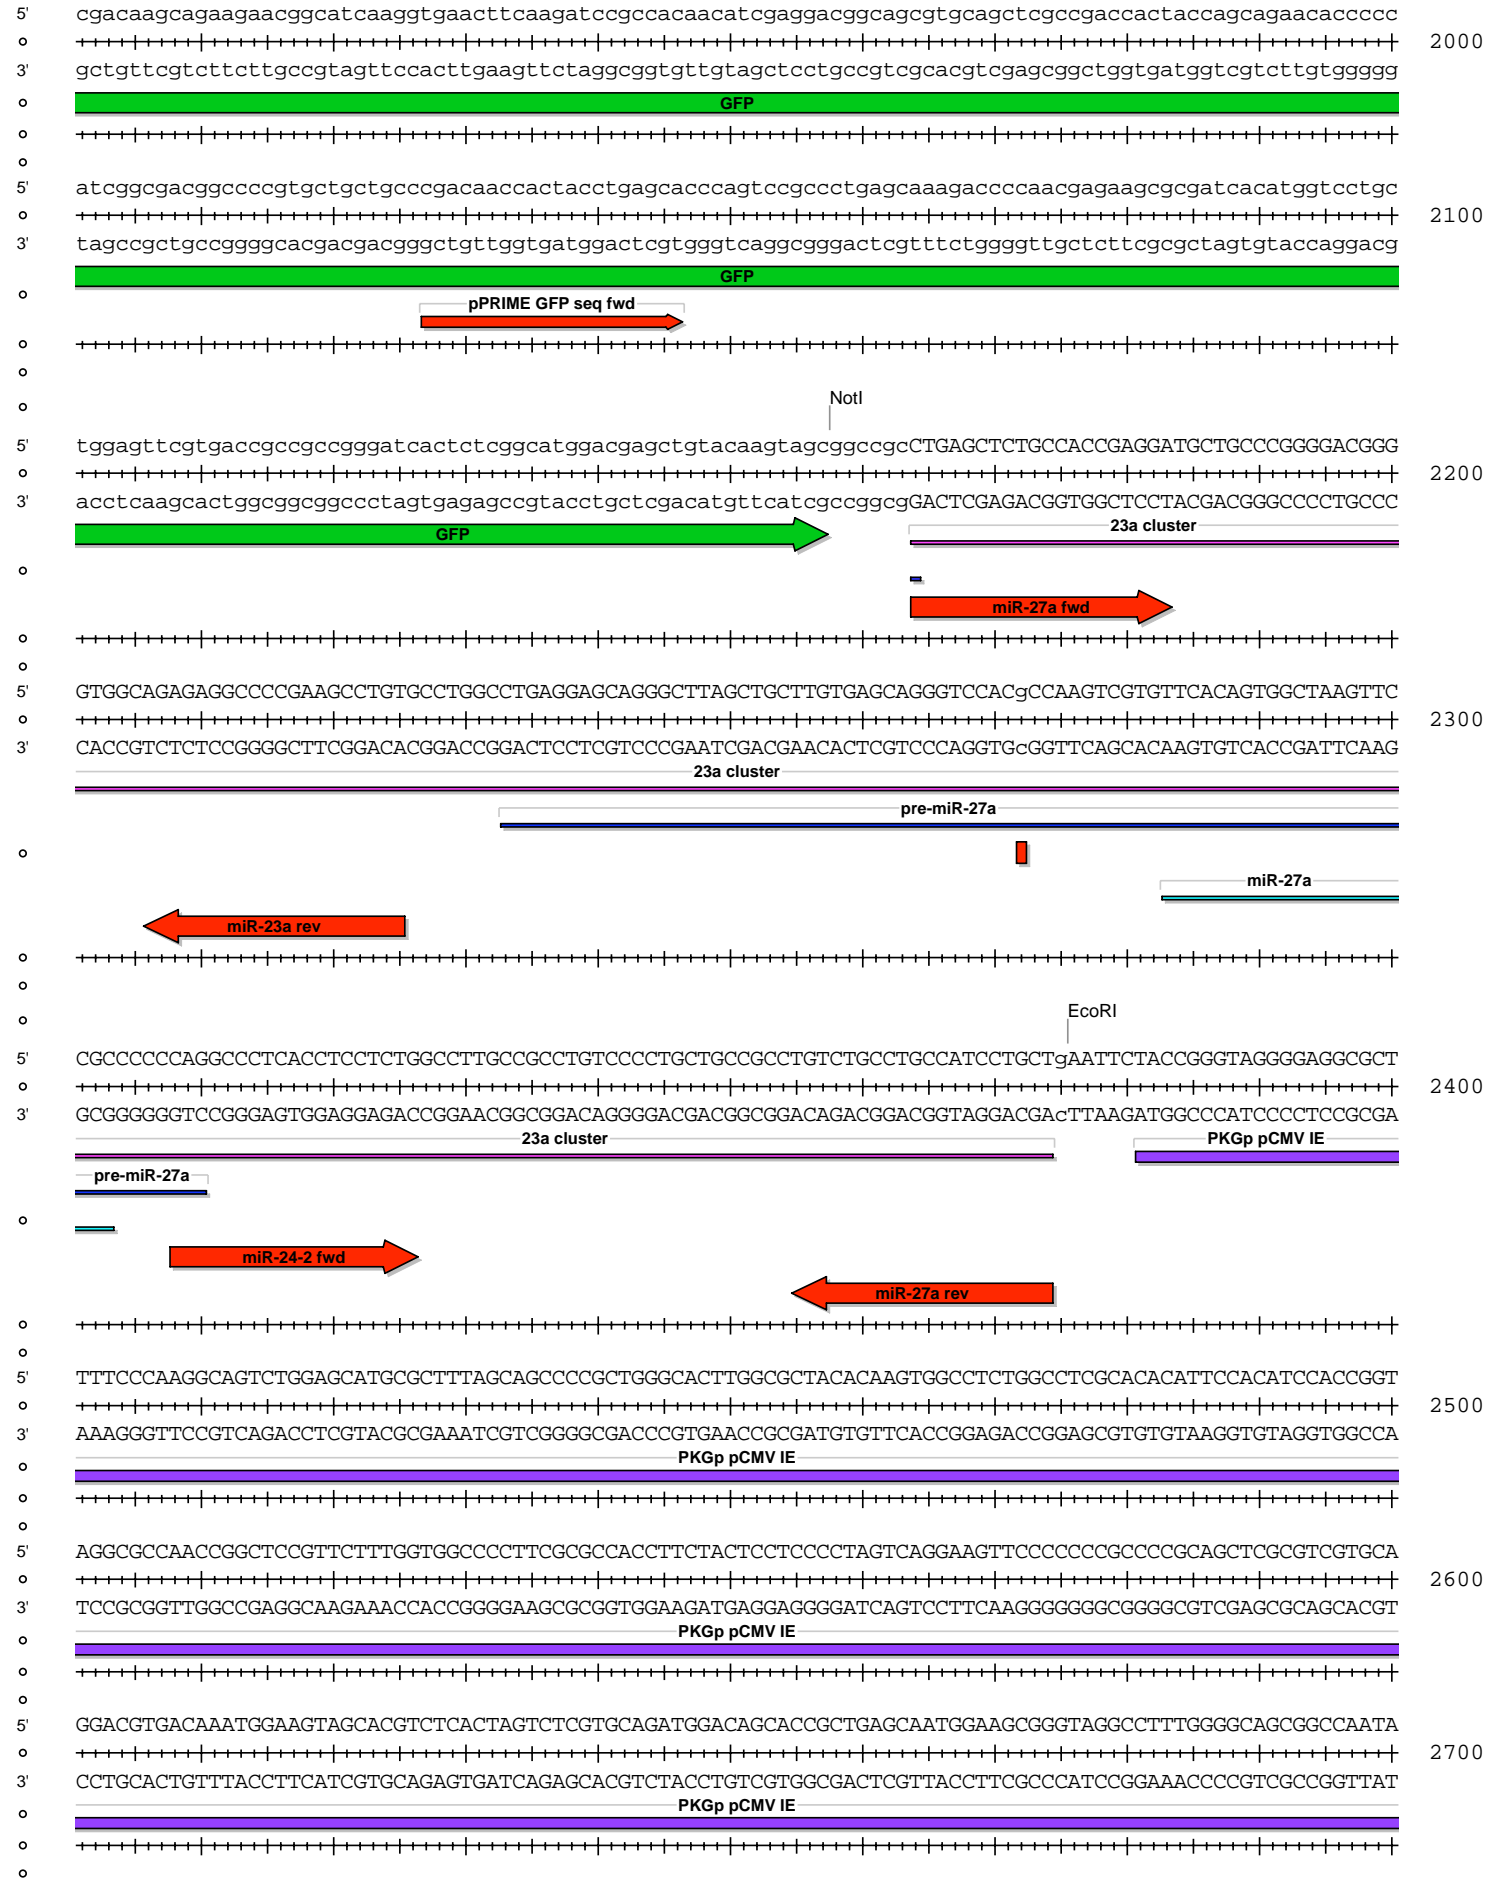 5' cgacaagcagaagaacggcatcaaggtgaacttcaagatccgccacaacatcgaggacggcagcgtgcagctcgccgaccactaccagcagaacaccccc
2000
3' gctgttcgtcttcttgccgtagttccacttgaagttctaggcggtgttgtagctcctgccgtcgcacgtcgagcggctggtgatggtcgtcttgtggggg
GFP
5' atcggcgacggccccgtgctgctgcccgacaaccactacctgagcacccagtccgccctgagcaaagaccccaacgagaagcgcgatcacatggtcctgc
2100
3' tagccgctgccggggcacgacgacgggctgttggtgatggactcgtgggtcaggcgggactcgtttctggggttgctcttcgcgctagtgtaccaggacg
GFP
pPRIME GFP seq fwd
NotI
5' tggagttcgtgaccgccgccgggatcactctcggcatggacgagctgtacaagtagcggccgcCTGAGCTCTGCCACCGAGGATGCTGCCCGGGGACGGG
2200
3' acctcaagcactggcggcggccctagtgagagccgtacctgctcgacatgttcatcgccggcgGACTCGAGACGGTGGCTCCTACGACGGGCCCCTGCCC
GFP
23a cluster
miR-27a fwd
5' GTGGCAGAGAGGCCCCGAAGCCTGTGCCTGGCCTGAGGAGCAGGGCTTAGCTGCTTGTGAGCAGGGTCCACgCCAAGTCGTGTTCACAGTGGCTAAGTTC
2300
3' CACCGTCTCTCCGGGGCTTCGGACACGGACCGGACTCCTCGTCCCGAATCGACGAACACTCGTCCCAGGTGcGGTTCAGCACAAGTGTCACCGATTCAAG
23a cluster
pre-miR-27a
miR-27a
miR-23a rev
EcoRI
5' CGCCCCCCAGGCCCTCACCTCCTCTGGCCTTGCCGCCTGTCCCCTGCTGCCGCCTGTCTGCCTGCCATCCTGCTgAATTCTACCGGGTAGGGGAGGCGCT
2400
3' GCGGGGGGTCCGGGAGTGGAGGAGACCGGAACGGCGGACAGGGGACGACGGCGGACAGACGGACGGTAGGACGAcTTAAGATGGCCCATCCCCTCCGCGA
23a cluster
PKGp pCMV IE
pre-miR-27a
miR-24-2 fwd
miR-27a rev
5' TTTCCCAAGGCAGTCTGGAGCATGCGCTTTAGCAGCCCCGCTGGGCACTTGGCGCTACACAAGTGGCCTCTGGCCTCGCACACATTCCACATCCACCGGT
2500
3' AAAGGGTTCCGTCAGACCTCGTACGCGAAATCGTCGGGGCGACCCGTGAACCGCGATGTGTTCACCGGAGACCGGAGCGTGTGTAAGGTGTAGGTGGCCA
PKGp pCMV IE
5' AGGCGCCAACCGGCTCCGTTCTTTGGTGGCCCCTTCGCGCCACCTTCTACTCCTCCCCTAGTCAGGAAGTTCCCCCCCGCCCCGCAGCTCGCGTCGTGCA
2600
3' TCCGCGGTTGGCCGAGGCAAGAAACCACCGGGGAAGCGCGGTGGAAGATGAGGAGGGGATCAGTCCTTCAAGGGGGGGCGGGGCGTCGAGCGCAGCACGT
PKGp pCMV IE
5' GGACGTGACAAATGGAAGTAGCACGTCTCACTAGTCTCGTGCAGATGGACAGCACCGCTGAGCAATGGAAGCGGGTAGGCCTTTGGGGCAGCGGCCAATA
2700
3' CCTGCACTGTTTACCTTCATCGTGCAGAGTGATCAGAGCACGTCTACCTGTCGTGGCGACTCGTTACCTTCGCCCATCCGGAAACCCCGTCGCCGGTTAT
PKGp pCMV IE